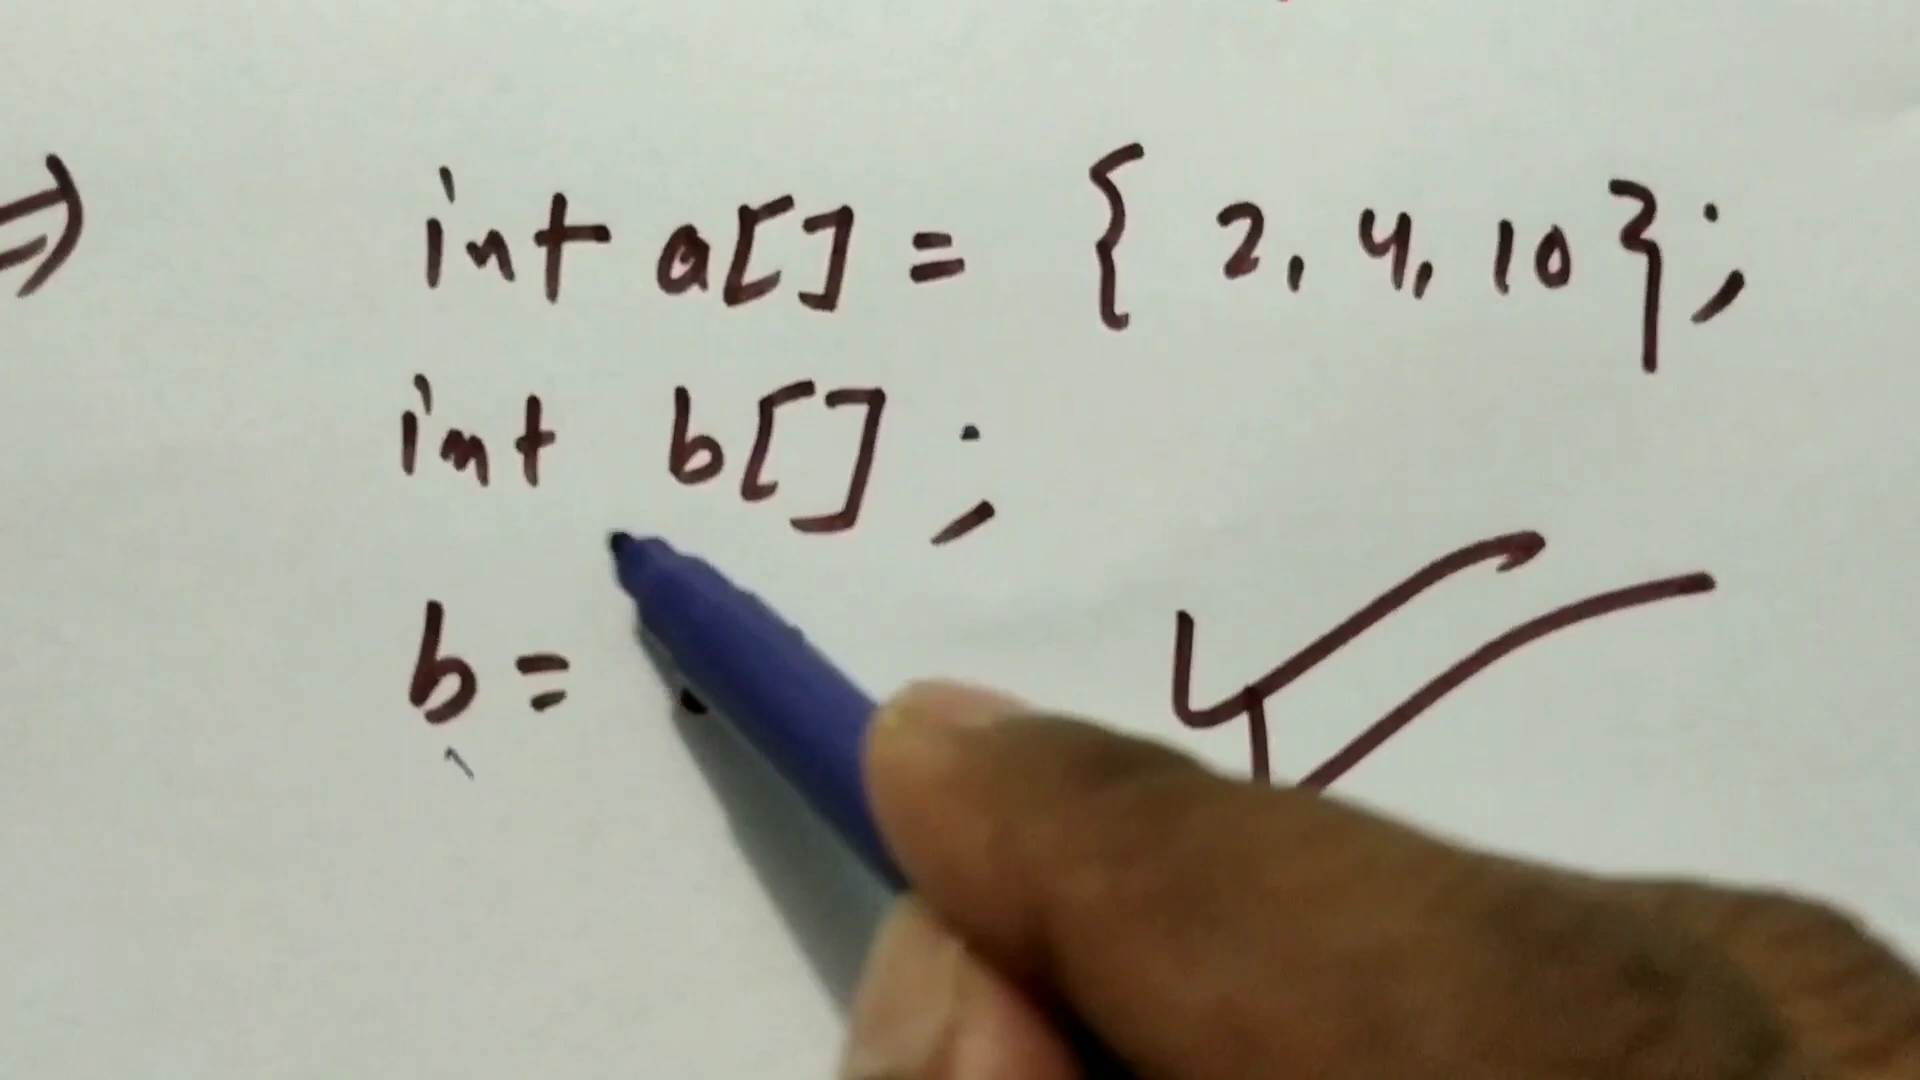 => int a[] = { 2, 4, 10 };
int b[] ;
b =